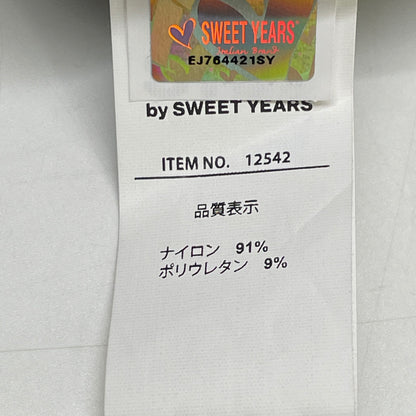 SWEET YEARS
Italian Brand
EJ764421SY
by SWEET YEARS
ITEM NO. 12542
品質表示
ナイロン 91%
ポリウレタン 9%